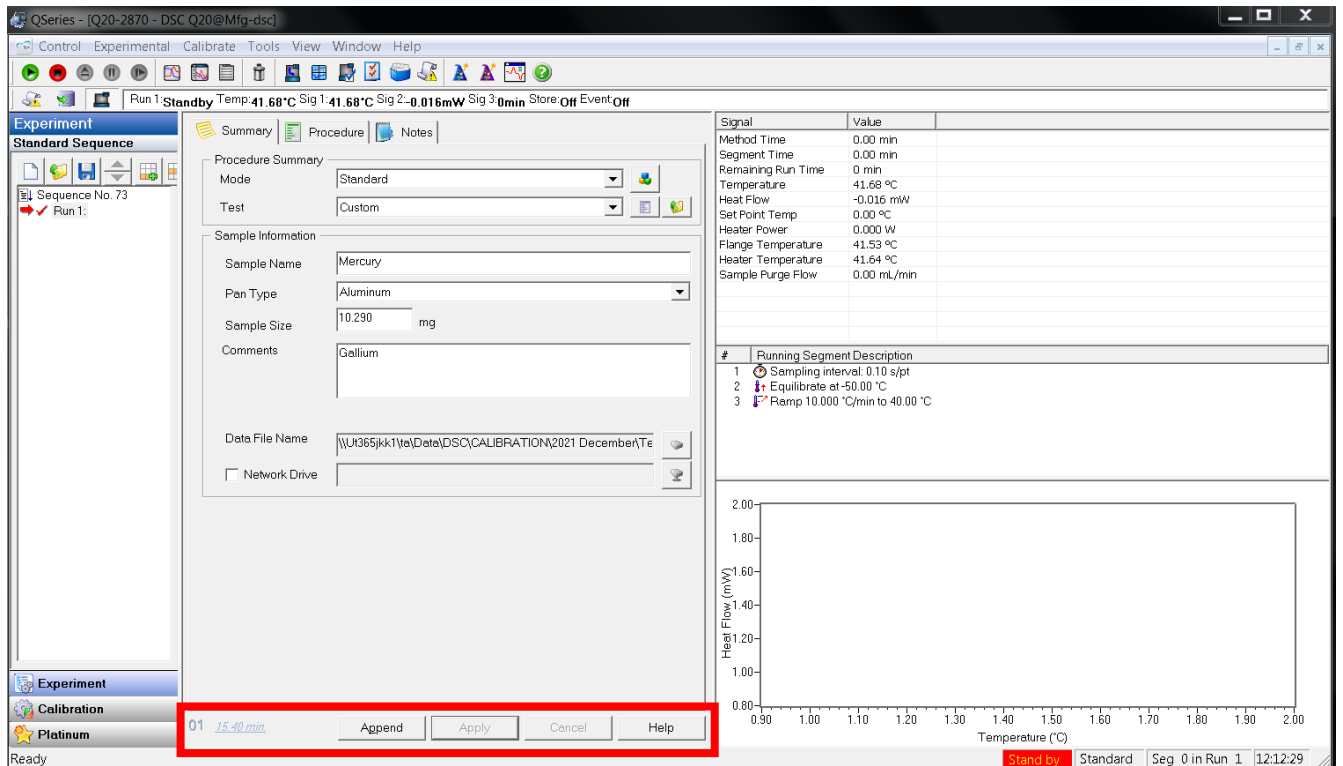 QSeries - [Q20-2870 - DSC Q20@Mfg-dsc]
Control Experimental Calibrate Tools View Window Help
Run 1:Standby Temp:41.68°C Sig 1:41.68°C Sig 2:-0.016mW Sig 3:0min Store:Off Event:Off
Experiment
Standard Sequence
Sequence No. 73
Run 1:
Experiment
Calibration
Platinum
Summary Procedure Notes
Procedure Summary
Mode Standard
Test Custom
Sample Information
Sample Name Mercury
Pan Type Aluminum
Sample Size 10.290 mg
Comments Gallium
Data File Name \\Ut365jkk1\ta\Data\DSC\CALIBRATION\2021 December\Te
Network Drive
01 15.40 min. Append Apply Cancel Help
Signal Value
Method Time 0.00 min
Segment Time 0.00 min
Remaining Run Time 0 min
Temperature 41.68 °C
Heat Flow -0.016 mW
Set Point Temp 0.00 °C
Heater Power 0.000 W
Flange Temperature 41.53 °C
Heater Temperature 41.64 °C
Sample Purge Flow 0.00 mL/min
# Running Segment Description
1 Sampling interval: 0.10 s/pt
2 Equilibrate at -50.00 °C
3 Ramp 10.000 °C/min to 40.00 °C
Heat Flow (mW)
2.00
1.80
1.60
1.40
1.20
1.00
0.80
0.90 1.00 1.10 1.20 1.30 1.40 1.50 1.60 1.70 1.80 1.90 2.00
Temperature (°C)
Ready Stand by Standard Seg 0 in Run 1 12:12:29